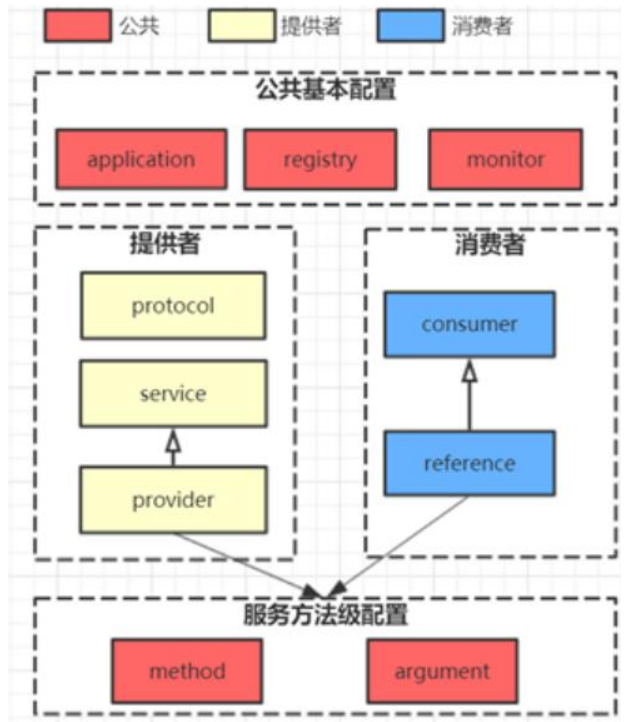 公共 提供者 消费者
公共基本配置
application registry monitor
提供者
protocol
service
provider
消费者
consumer
reference
服务方法级配置
method argument